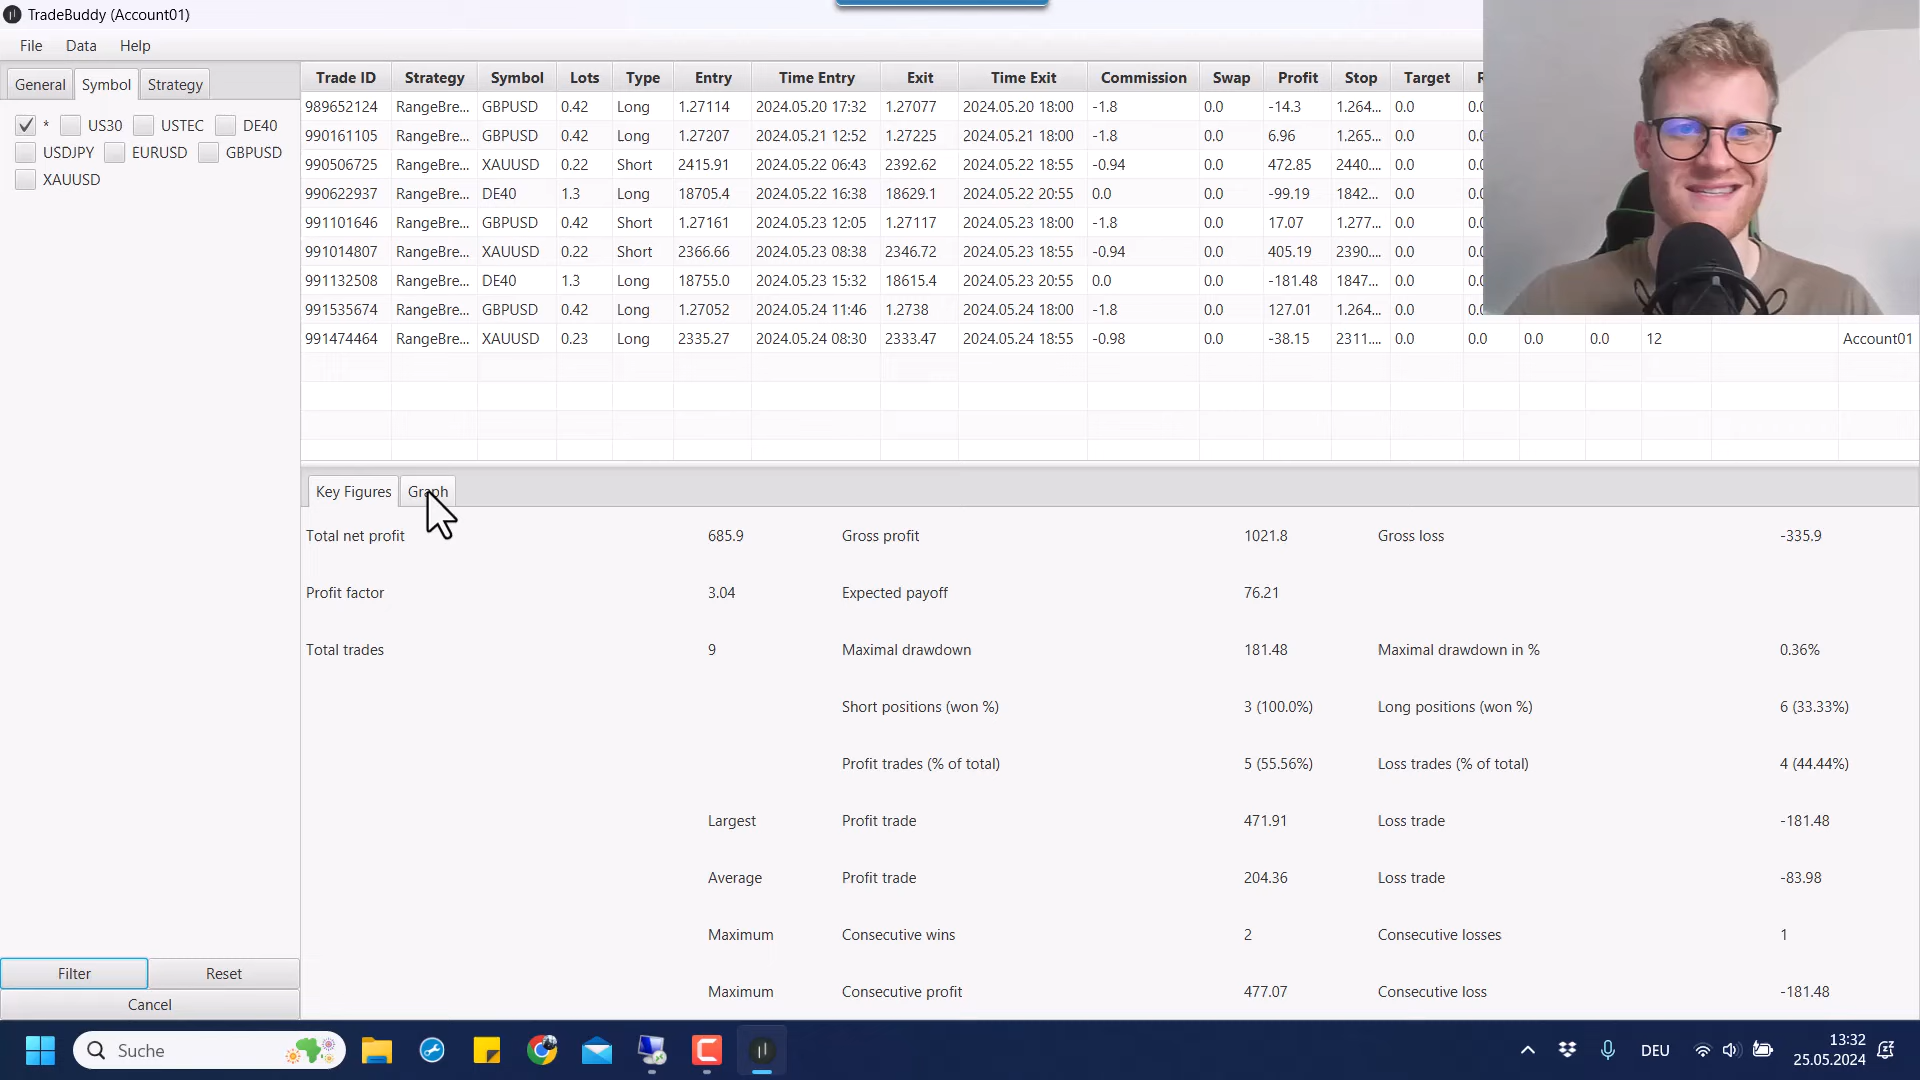 TradeBuddy (Account01)
File Data Help
General Symbol Strategy
* US30 USTEC DE40
USDJPY EURUSD GBPUSD
XAUUSD
Trade ID Strategy Symbol Lots Type Entry Time Entry Exit Time Exit Commission Swap Profit Stop Target
989652124 RangeBre... GBPUSD 0.42 Long 1.27114 2024.05.20 17:32 1.27077 2024.05.20 18:00 -1.8 0.0 -14.3 1.264... 0.0 0.0
990161105 RangeBre... GBPUSD 0.42 Long 1.27207 2024.05.21 12:52 1.27225 2024.05.21 18:00 -1.8 0.0 6.96 1.265... 0.0 0.0
990506725 RangeBre... XAUUSD 0.22 Short 2415.91 2024.05.22 06:43 2392.62 2024.05.22 18:55 -0.94 0.0 472.85 2440.... 0.0 0.0
990622937 RangeBre... DE40 1.3 Long 18705.4 2024.05.22 16:38 18629.1 2024.05.22 20:55 0.0 0.0 -99.19 1842... 0.0 0.0
991101646 RangeBre... GBPUSD 0.42 Short 1.27161 2024.05.23 12:05 1.27117 2024.05.23 18:00 -1.8 0.0 17.07 1.277... 0.0 0.0
991014807 RangeBre... XAUUSD 0.22 Short 2366.66 2024.05.23 08:38 2346.72 2024.05.23 18:55 -0.94 0.0 405.19 2390.... 0.0 0.0
991132508 RangeBre... DE40 1.3 Long 18755.0 2024.05.23 15:32 18615.4 2024.05.23 20:55 0.0 0.0 -181.48 1847... 0.0 0.0
991535674 RangeBre... GBPUSD 0.42 Long 1.27052 2024.05.24 11:46 1.2738 2024.05.24 18:00 -1.8 0.0 127.01 1.264... 0.0 0.0
991474464 RangeBre... XAUUSD 0.23 Long 2335.27 2024.05.24 08:30 2333.47 2024.05.24 18:55 -0.98 0.0 -38.15 2311.... 0.0 0.0 0.0 0.0 12 Account01
Key Figures Graph
Total net profit 685.9 Gross profit 1021.8 Gross loss -335.9
Profit factor 3.04 Expected payoff 76.21
Total trades 9 Maximal drawdown 181.48 Maximal drawdown in % 0.36%
Short positions (won %) 3 (100.0%) Long positions (won %) 6 (33.33%)
Profit trades (% of total) 5 (55.56%) Loss trades (% of total) 4 (44.44%)
Largest Profit trade 471.91 Loss trade -181.48
Average Profit trade 204.36 Loss trade -83.98
Maximum Consecutive wins 2 Consecutive losses 1
Maximum Consecutive profit 477.07 Consecutive loss -181.48
Filter Reset
Cancel
Suche
DEU
13:32
25.05.2024